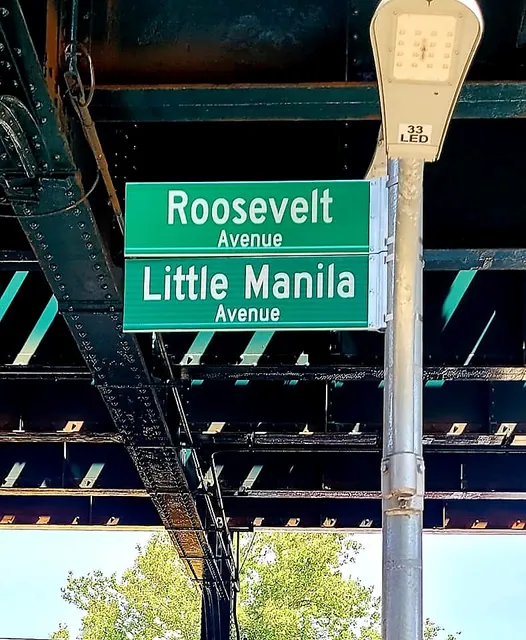 33
LED
Roosevelt
Avenue
Little Manila
Avenue